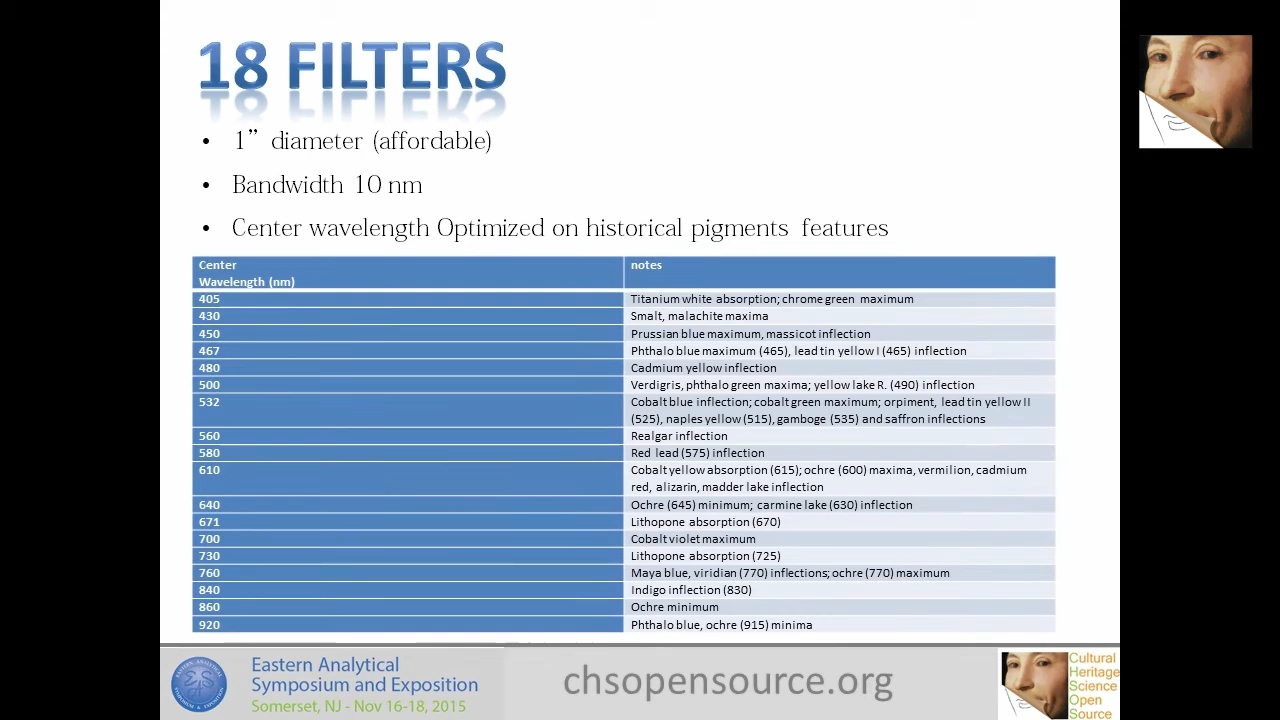 18 FILTERS
• 1” diameter (affordable)
• Bandwidth 10 nm
• Center wavelength Optimized on historical pigments features
Center
Wavelength (nm)
notes
405 Titanium white absorption; chrome green maximum
430 Smalt, malachite maxima
450 Prussian blue maximum, massicot inflection
467 Phthalo blue maximum (465), lead tin yellow I (465) inflection
480 Cadmium yellow inflection
500 Verdigris, phthalo green maxima; yellow lake R. (490) inflection
532 Cobalt blue inflection; cobalt green maximum; orpiment, lead tin yellow II
(525), naples yellow (515), gamboge (535) and saffron inflections
560 Realgar inflection
580 Red lead (575) inflection
610 Cobalt yellow absorption (615); ochre (600) maxima, vermilion, cadmium
red, alizarin, madder lake inflection
640 Ochre (645) minimum; carmine lake (630) inflection
671 Lithopone absorption (670)
700 Cobalt violet maximum
730 Lithopone absorption (725)
760 Maya blue, viridian (770) inflections; ochre (770) maximum
840 Indigo inflection (830)
860 Ochre minimum
920 Phthalo blue, ochre (915) minima
Eastern Analytical
Symposium and Exposition
Somerset, NJ - Nov 16-18, 2015
chsopensource.org
Cultural
Heritage
Science
Open
Source